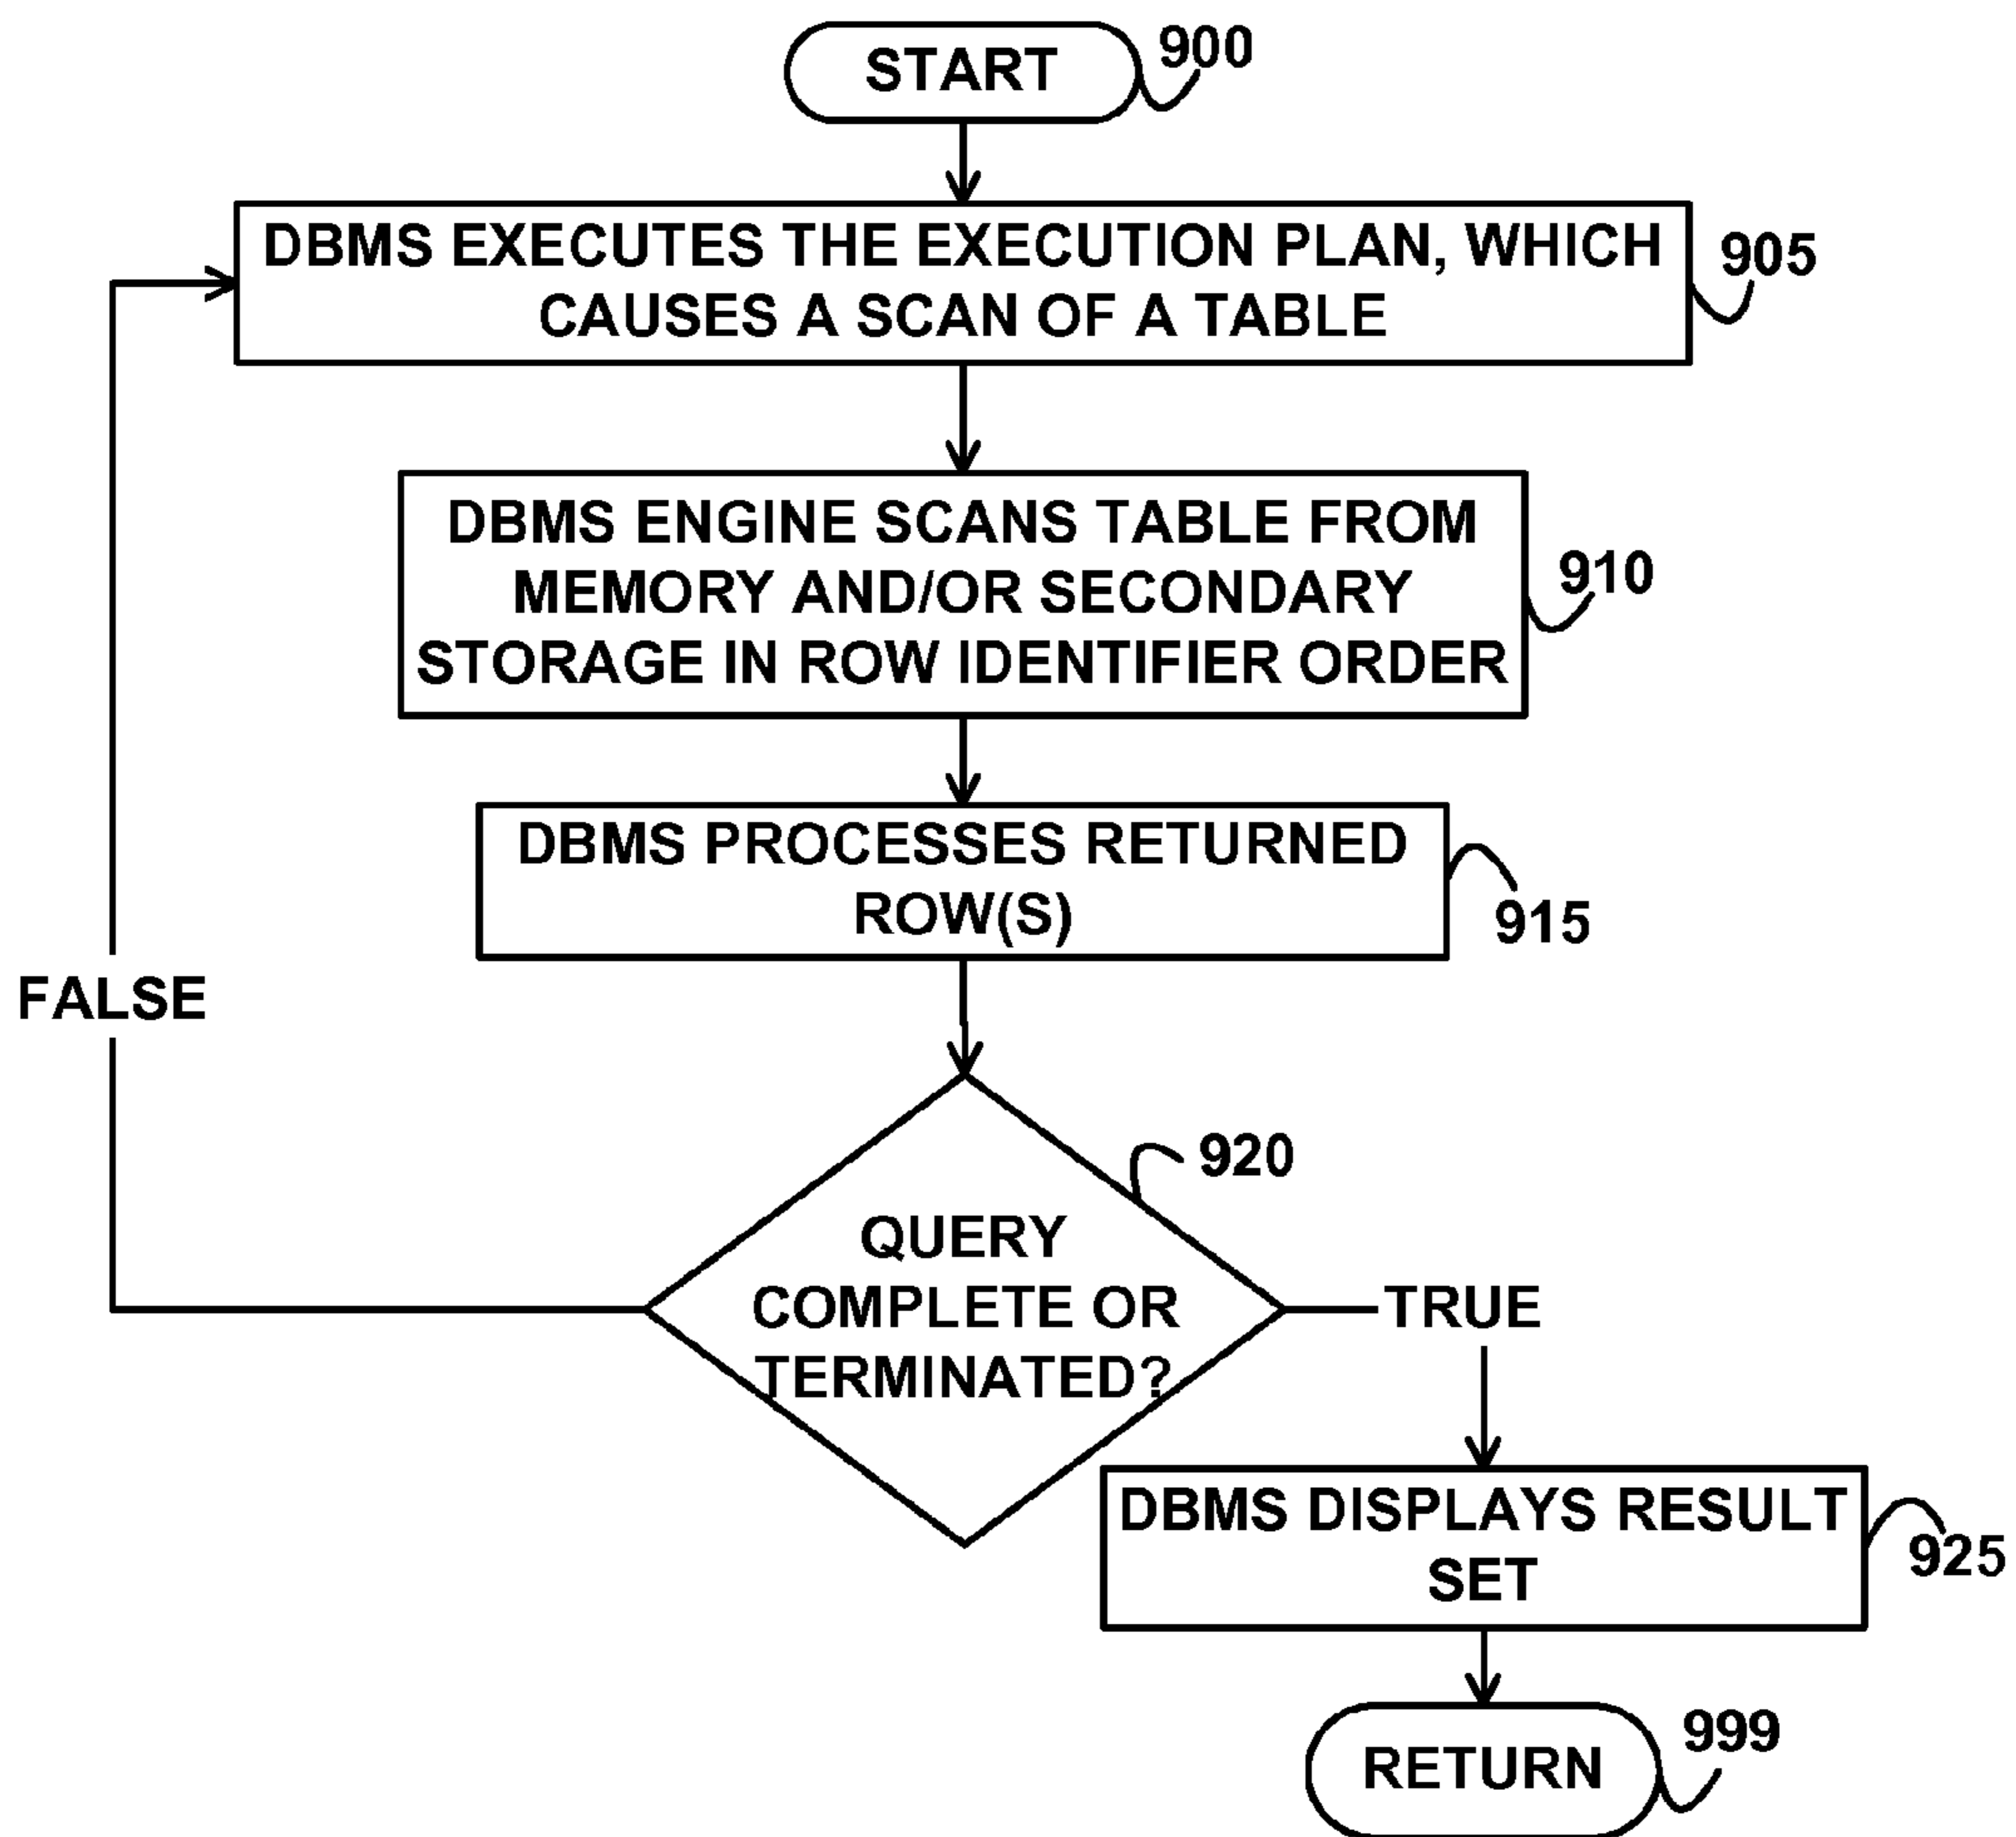 START
900
DBMS EXECUTES THE EXECUTION PLAN, WHICH
CAUSES A SCAN OF A TABLE
905
DBMS ENGINE SCANS TABLE FROM
MEMORY AND/OR SECONDARY
STORAGE IN ROW IDENTIFIER ORDER
910
DBMS PROCESSES RETURNED
ROW(S)
915
FALSE
920
QUERY
COMPLETE OR
TERMINATED?
TRUE
DBMS DISPLAYS RESULT
SET
925
RETURN
999